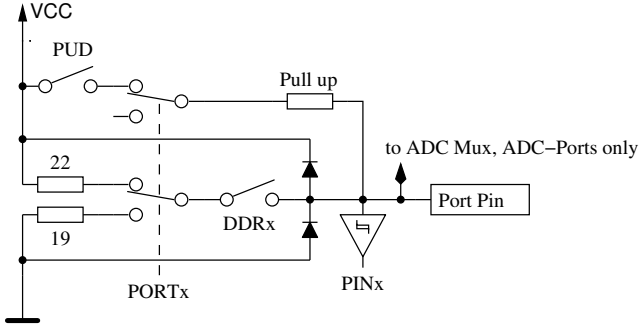 VCC
PUD
Pull up
to ADC Mux, ADC−Ports only
22
Port Pin
DDRx
19
PINx
PORTx